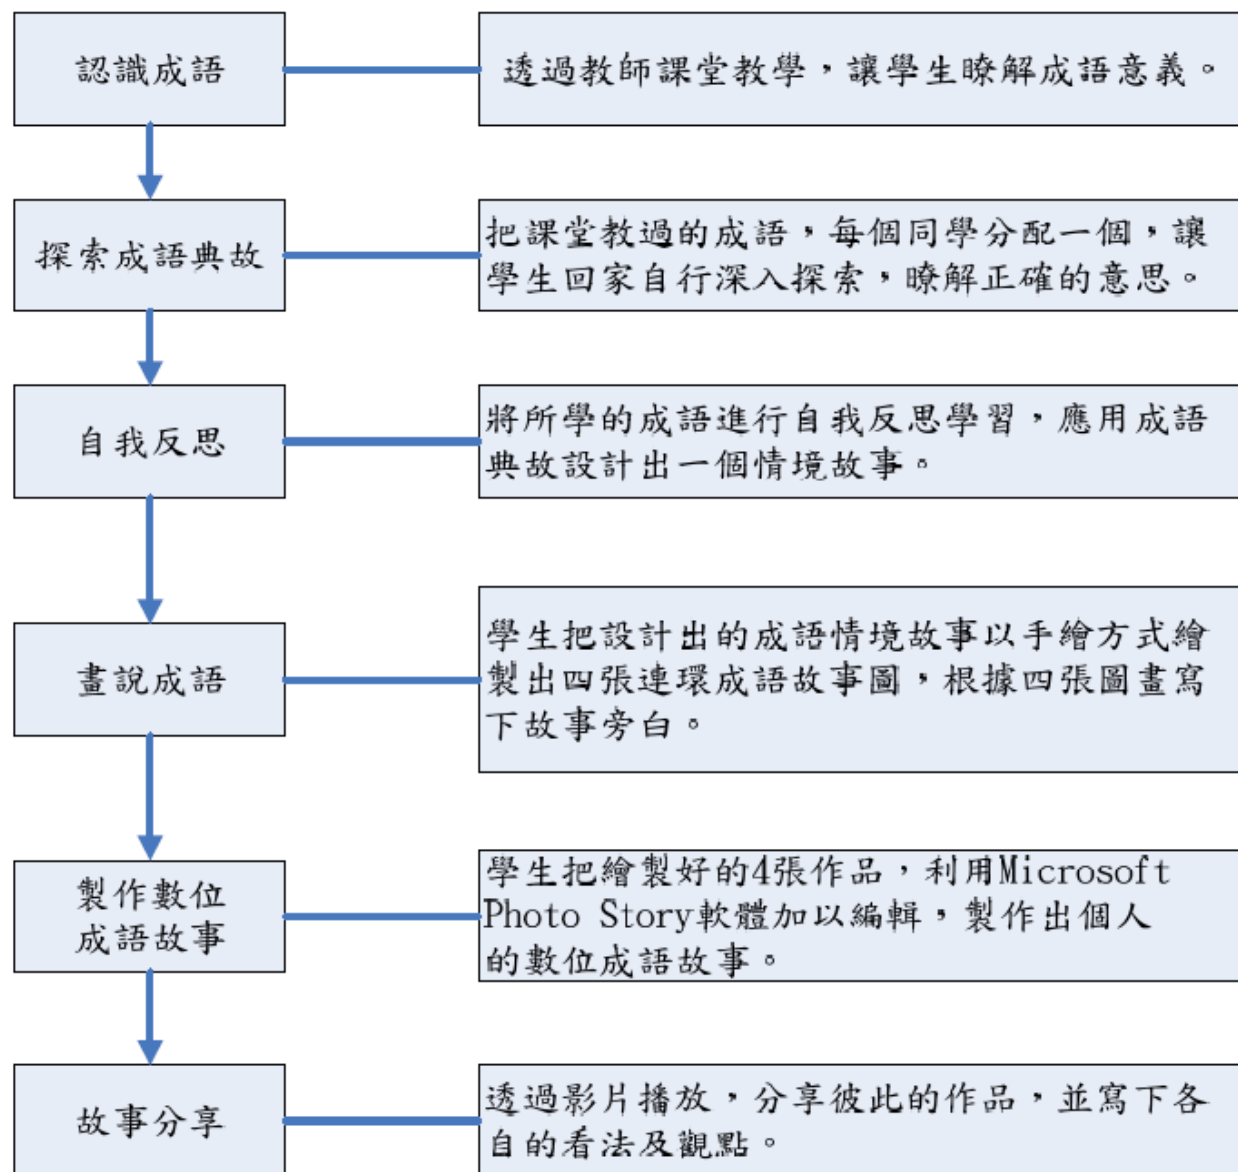 認識成語
透過教師課堂教學，讓學生瞭解成語意義。
探索成語典故
把課堂教過的成語，每個同學分配一個，讓
學生回家自行深入探索，瞭解正確的意思。
自我反思
將所學的成語進行自我反思學習，應用成語
典故設計出一個情境故事。
畫說成語
學生把設計出的成語情境故事以手繪方式繪
製出四張連環成語故事圖，根據四張圖畫寫
下故事旁白。
製作數位
成語故事
學生把繪製好的4張作品，利用Microsoft
Photo Story軟體加以編輯，製作出個人
的數位成語故事。
故事分享
透過影片播放，分享彼此的作品，並寫下各
自的看法及觀點。